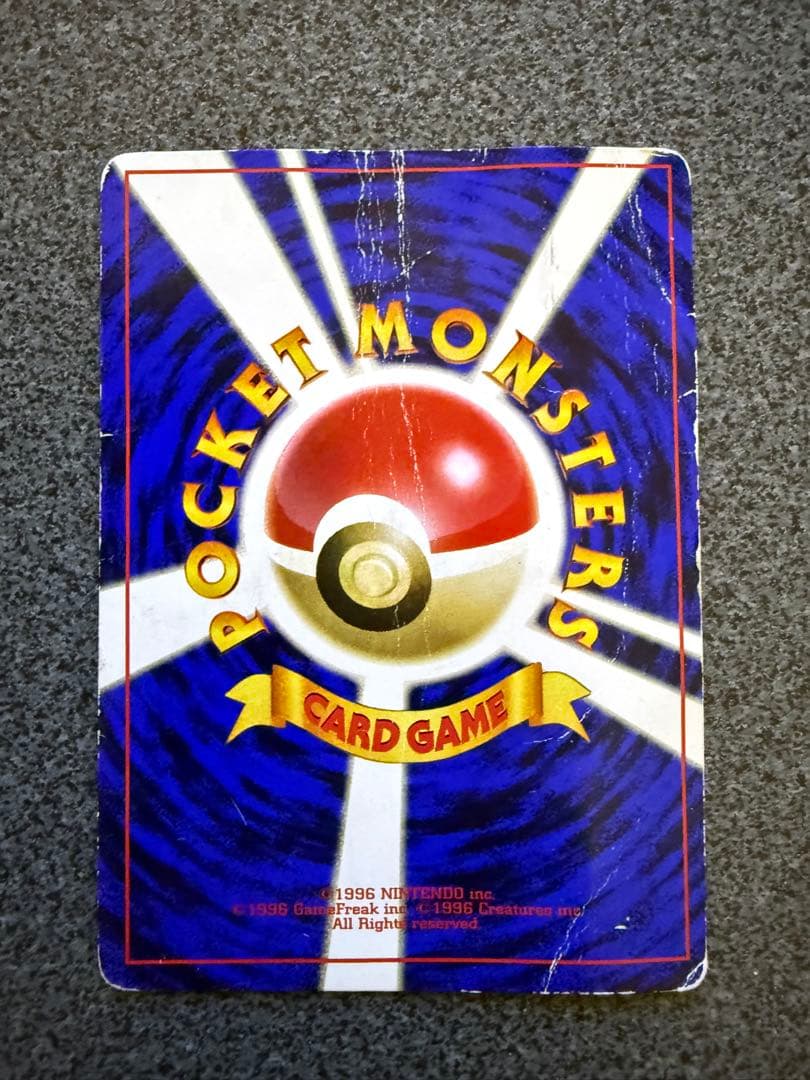 POCKET MONSTERS
CARD GAME
©1996 NINTENDO inc.
©1996 GameFreak inc. ©1996 Creatures inc.
All Rights reserved.